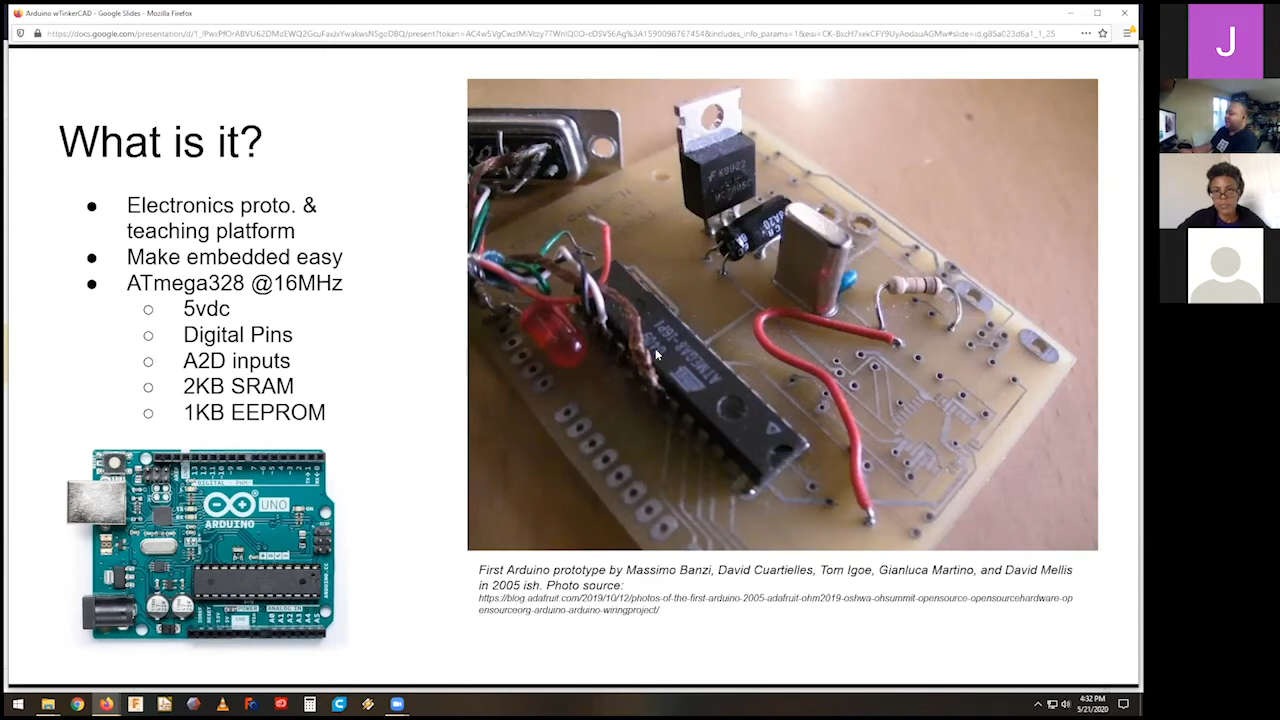 Arduino wTinkerCAD - Google Slides - Mozilla Firefox
J
What is it?
● Electronics proto. &
teaching platform
● Make embedded easy
● ATmega328 @16MHz
○ 5vdc
○ Digital Pins
○ A2D inputs
○ 2KB SRAM
○ 1KB EEPROM
K8922
ATMEGA8-16PI
UNO
ARDUINO
First Arduino prototype by Massimo Banzi, David Cuartielles, Tom Igoe, Gianluca Martino, and David Mellis
in 2005 ish. Photo source:
https://blog.adafruit.com/2019/10/12/photos-of-the-first-arduino-2005-adafruit-ohm2019-oshwa-ohsummit-opensource-opensourcehardware-op
ensourceorg-arduino-arduino-wiringproject/
4:32 PM
5/21/2020